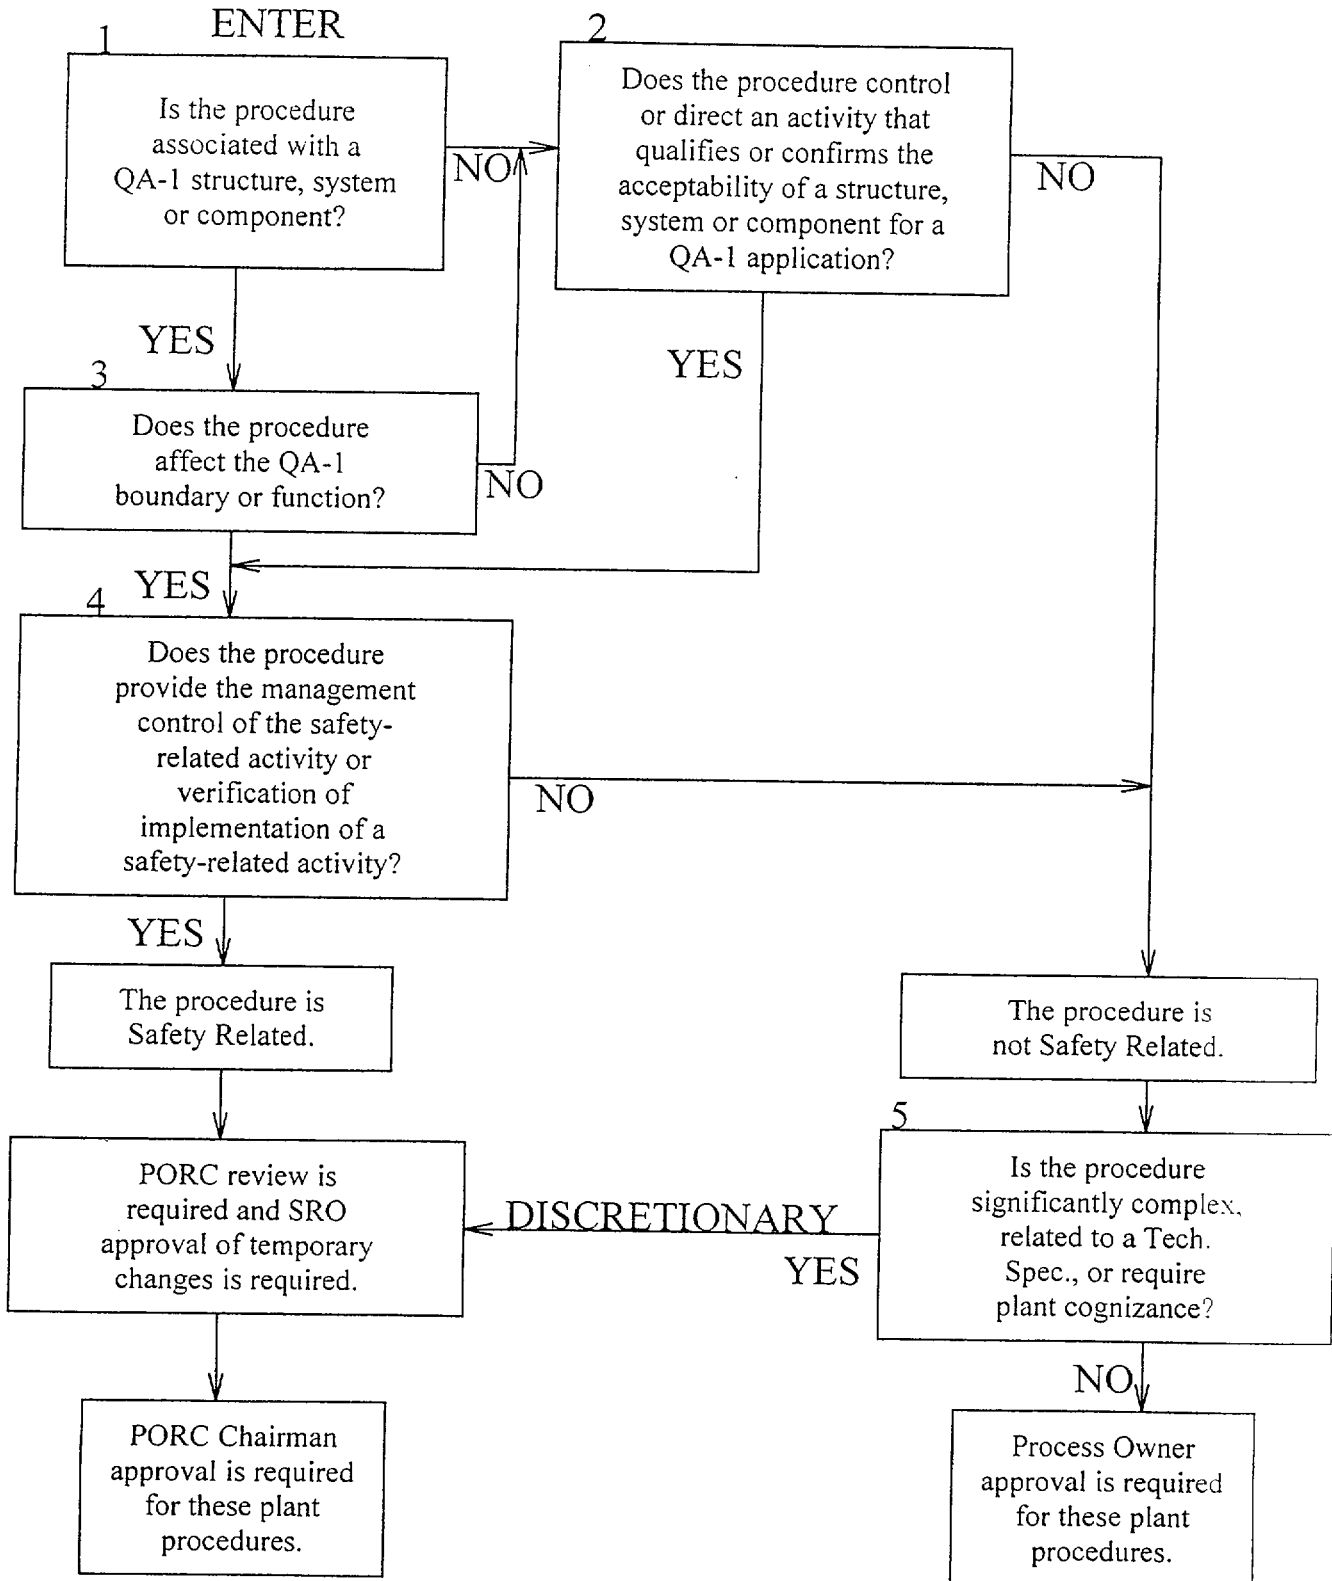 ENTER
1
Is the procedure
associated with a
QA-1 structure, system
or component?
NO
2
Does the procedure control
or direct an activity that
qualifies or confirms the
acceptability of a structure,
system or component for a
QA-1 application?
NO
YES
YES
3
Does the procedure
affect the QA-1
boundary or function?
NO
YES
4
Does the procedure
provide the management
control of the safety-
related activity or
verification of
implementation of a
safety-related activity?
NO
YES
The procedure is
Safety Related.
The procedure is
not Safety Related.
PORC review is
required and SRO
approval of temporary
changes is required.
DISCRETIONARY
YES
5
Is the procedure
significantly complex,
related to a Tech.
Spec., or require
plant cognizance?
NO
PORC Chairman
approval is required
for these plant
procedures.
Process Owner
approval is required
for these plant
procedures.